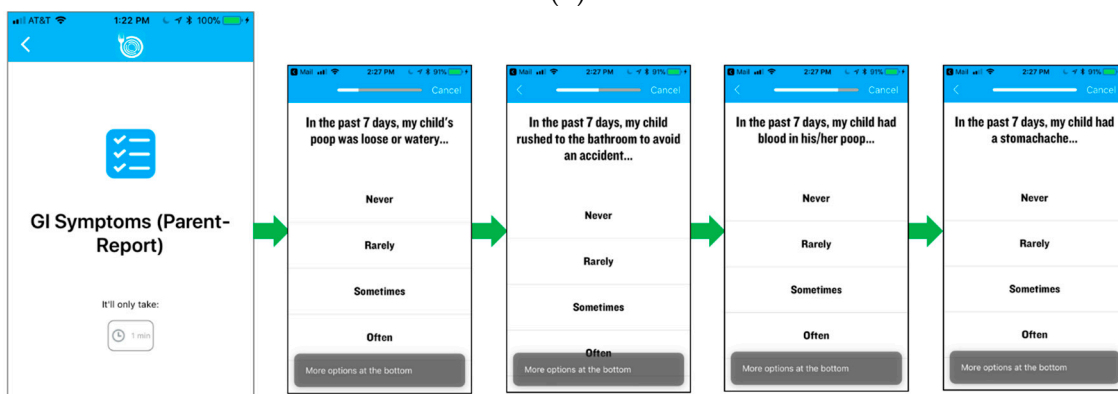 AT&T 1:22 PM 100%
GI Symptoms (Parent-
Report)
It'll only take:
1 min
Mail 2:27 PM 91%
Cancel
In the past 7 days, my child's
poop was loose or watery...
Never
Rarely
Sometimes
Often
More options at the bottom
Mail 2:27 PM 91%
Cancel
In the past 7 days, my child
rushed to the bathroom to avoid
an accident...
Never
Rarely
Sometimes
Often
More options at the bottom
Mail 2:27 PM 91%
Cancel
In the past 7 days, my child had
blood in his/her poop...
Never
Rarely
Sometimes
Often
More options at the bottom
Mail 2:27 PM 91%
Cancel
In the past 7 days, my child had
a stomachache...
Never
Rarely
Sometimes
Often
More options at the bottom